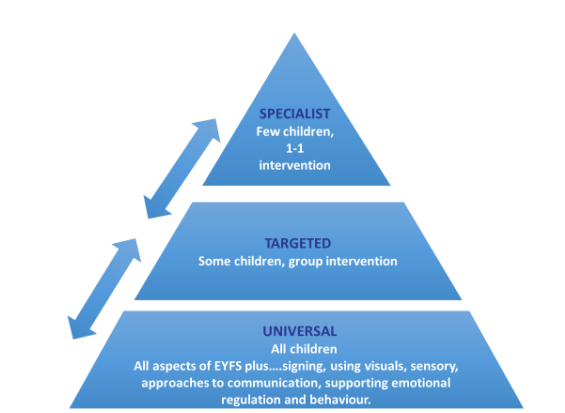 SPECIALIST
Few children,
1-1
intervention
TARGETED
Some children, group intervention
UNIVERSAL
All children
All aspects of EYFS plus….signing, using visuals, sensory,
approaches to communication, supporting emotional
regulation and behaviour.